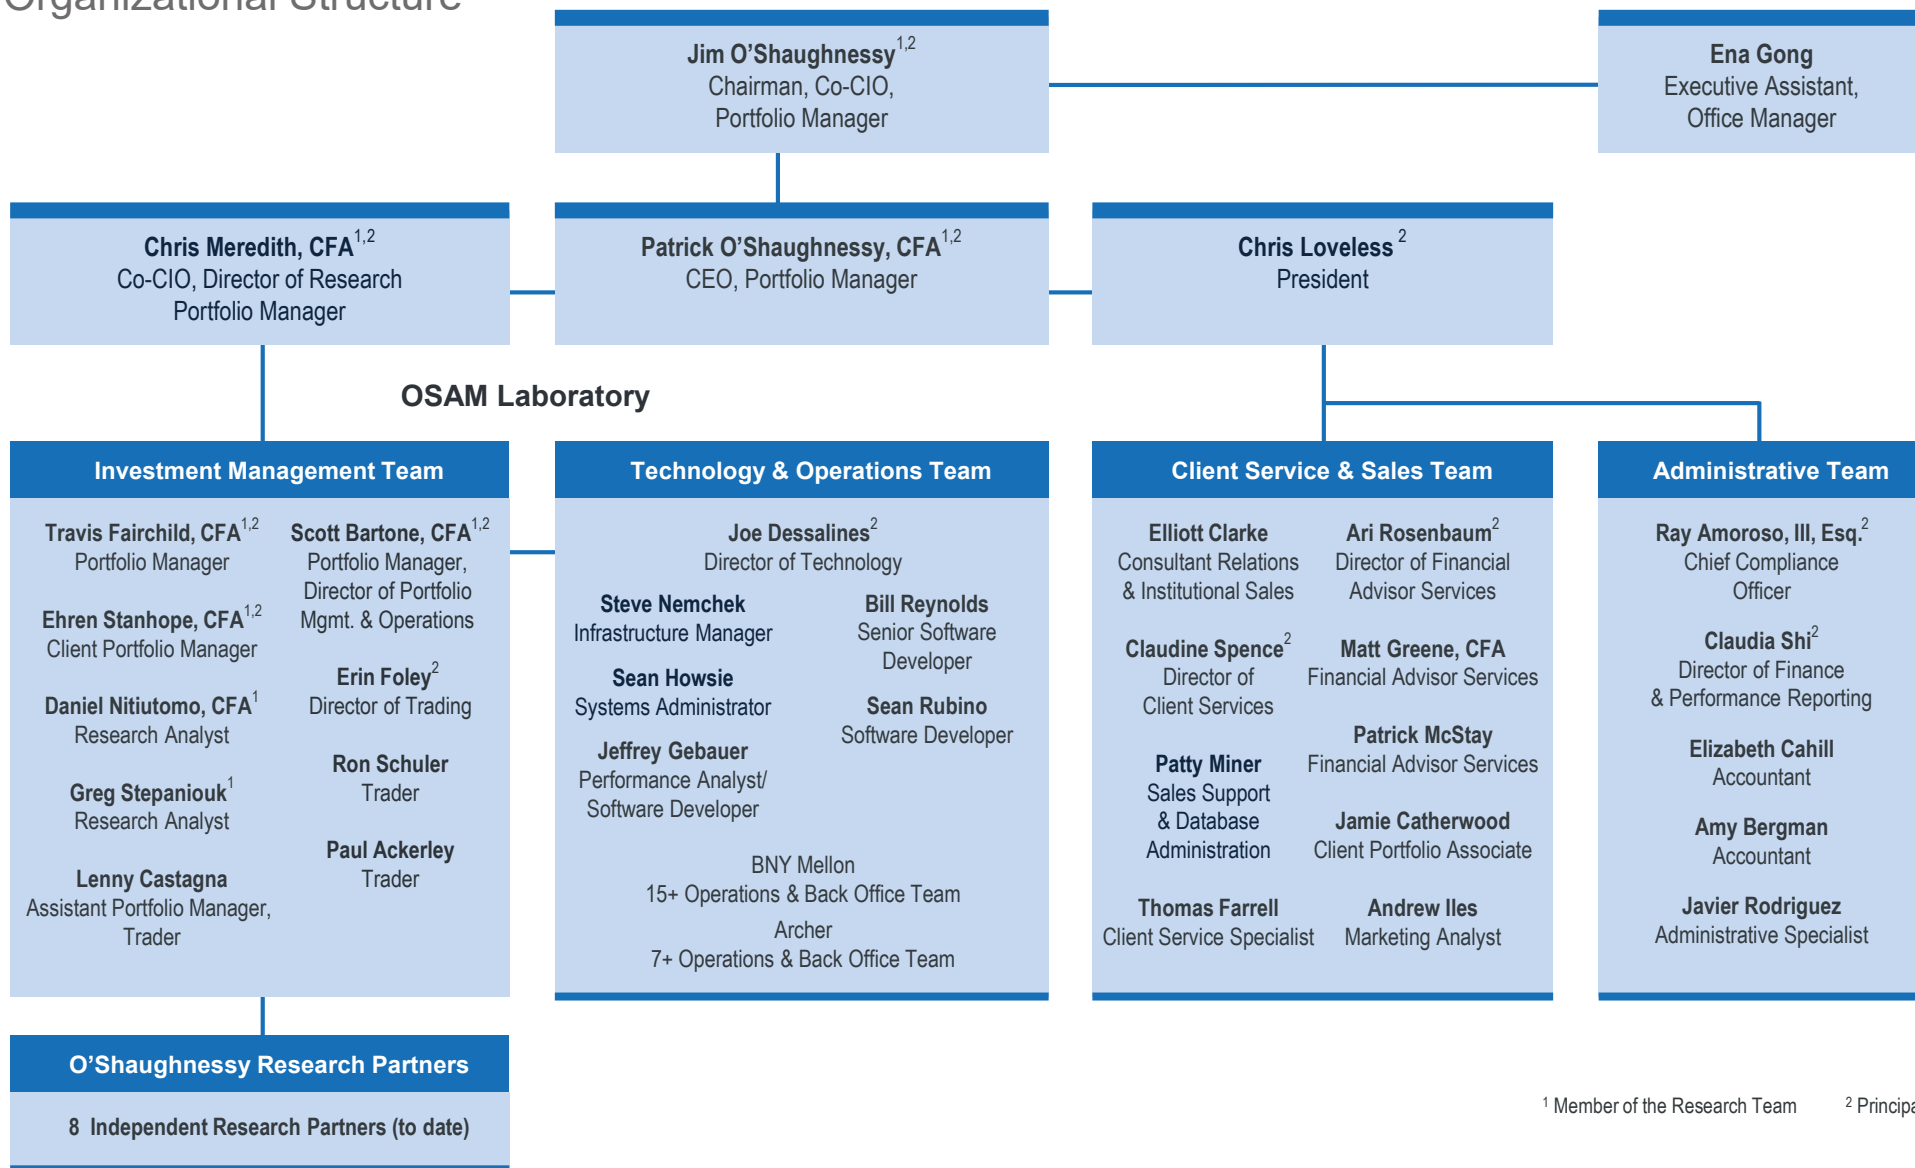 Organizational Structure
Jim O'Shaughnessy1,2
Chairman, Co-CIO,
Portfolio Manager
Ena Gong
Executive Assistant,
Office Manager
Chris Meredith, CFA1,2
Co-CIO, Director of Research
Portfolio Manager
Patrick O'Shaughnessy, CFA1,2
CEO, Portfolio Manager
Chris Loveless2
President
OSAM Laboratory
Investment Management Team
Travis Fairchild, CFA1,2
Portfolio Manager
Ehren Stanhope, CFA1,2
Client Portfolio Manager
Daniel Nitiutomo, CFA1
Research Analyst
Greg Stepaniouk1
Research Analyst
Lenny Castagna
Assistant Portfolio Manager,
Trader
Scott Bartone, CFA1,2
Portfolio Manager,
Director of Portfolio
Mgmt. & Operations
Erin Foley2
Director of Trading
Ron Schuler
Trader
Paul Ackerley
Trader
Technology & Operations Team
Joe Dessalines2
Director of Technology
Steve Nemchek
Infrastructure Manager
Sean Howsie
Systems Administrator
Jeffrey Gebauer
Performance Analyst/
Software Developer
Bill Reynolds
Senior Software
Developer
Sean Rubino
Software Developer
BNY Mellon
15+ Operations & Back Office Team
Archer
7+ Operations & Back Office Team
Client Service & Sales Team
Elliott Clarke
Consultant Relations
& Institutional Sales
Claudine Spence2
Director of
Client Services
Patty Miner
Sales Support
& Database
Administration
Thomas Farrell
Client Service Specialist
Ari Rosenbaum2
Director of Financial
Advisor Services
Matt Greene, CFA
Financial Advisor Services
Patrick McStay
Financial Advisor Services
Jamie Catherwood
Client Portfolio Associate
Andrew Iles
Marketing Analyst
Administrative Team
Ray Amoroso, III, Esq.2
Chief Compliance
Officer
Claudia Shi2
Director of Finance
& Performance Reporting
Elizabeth Cahill
Accountant
Amy Bergman
Accountant
Javier Rodriguez
Administrative Specialist
O'Shaughnessy Research Partners
8 Independent Research Partners (to date)
1 Member of the Research Team 2